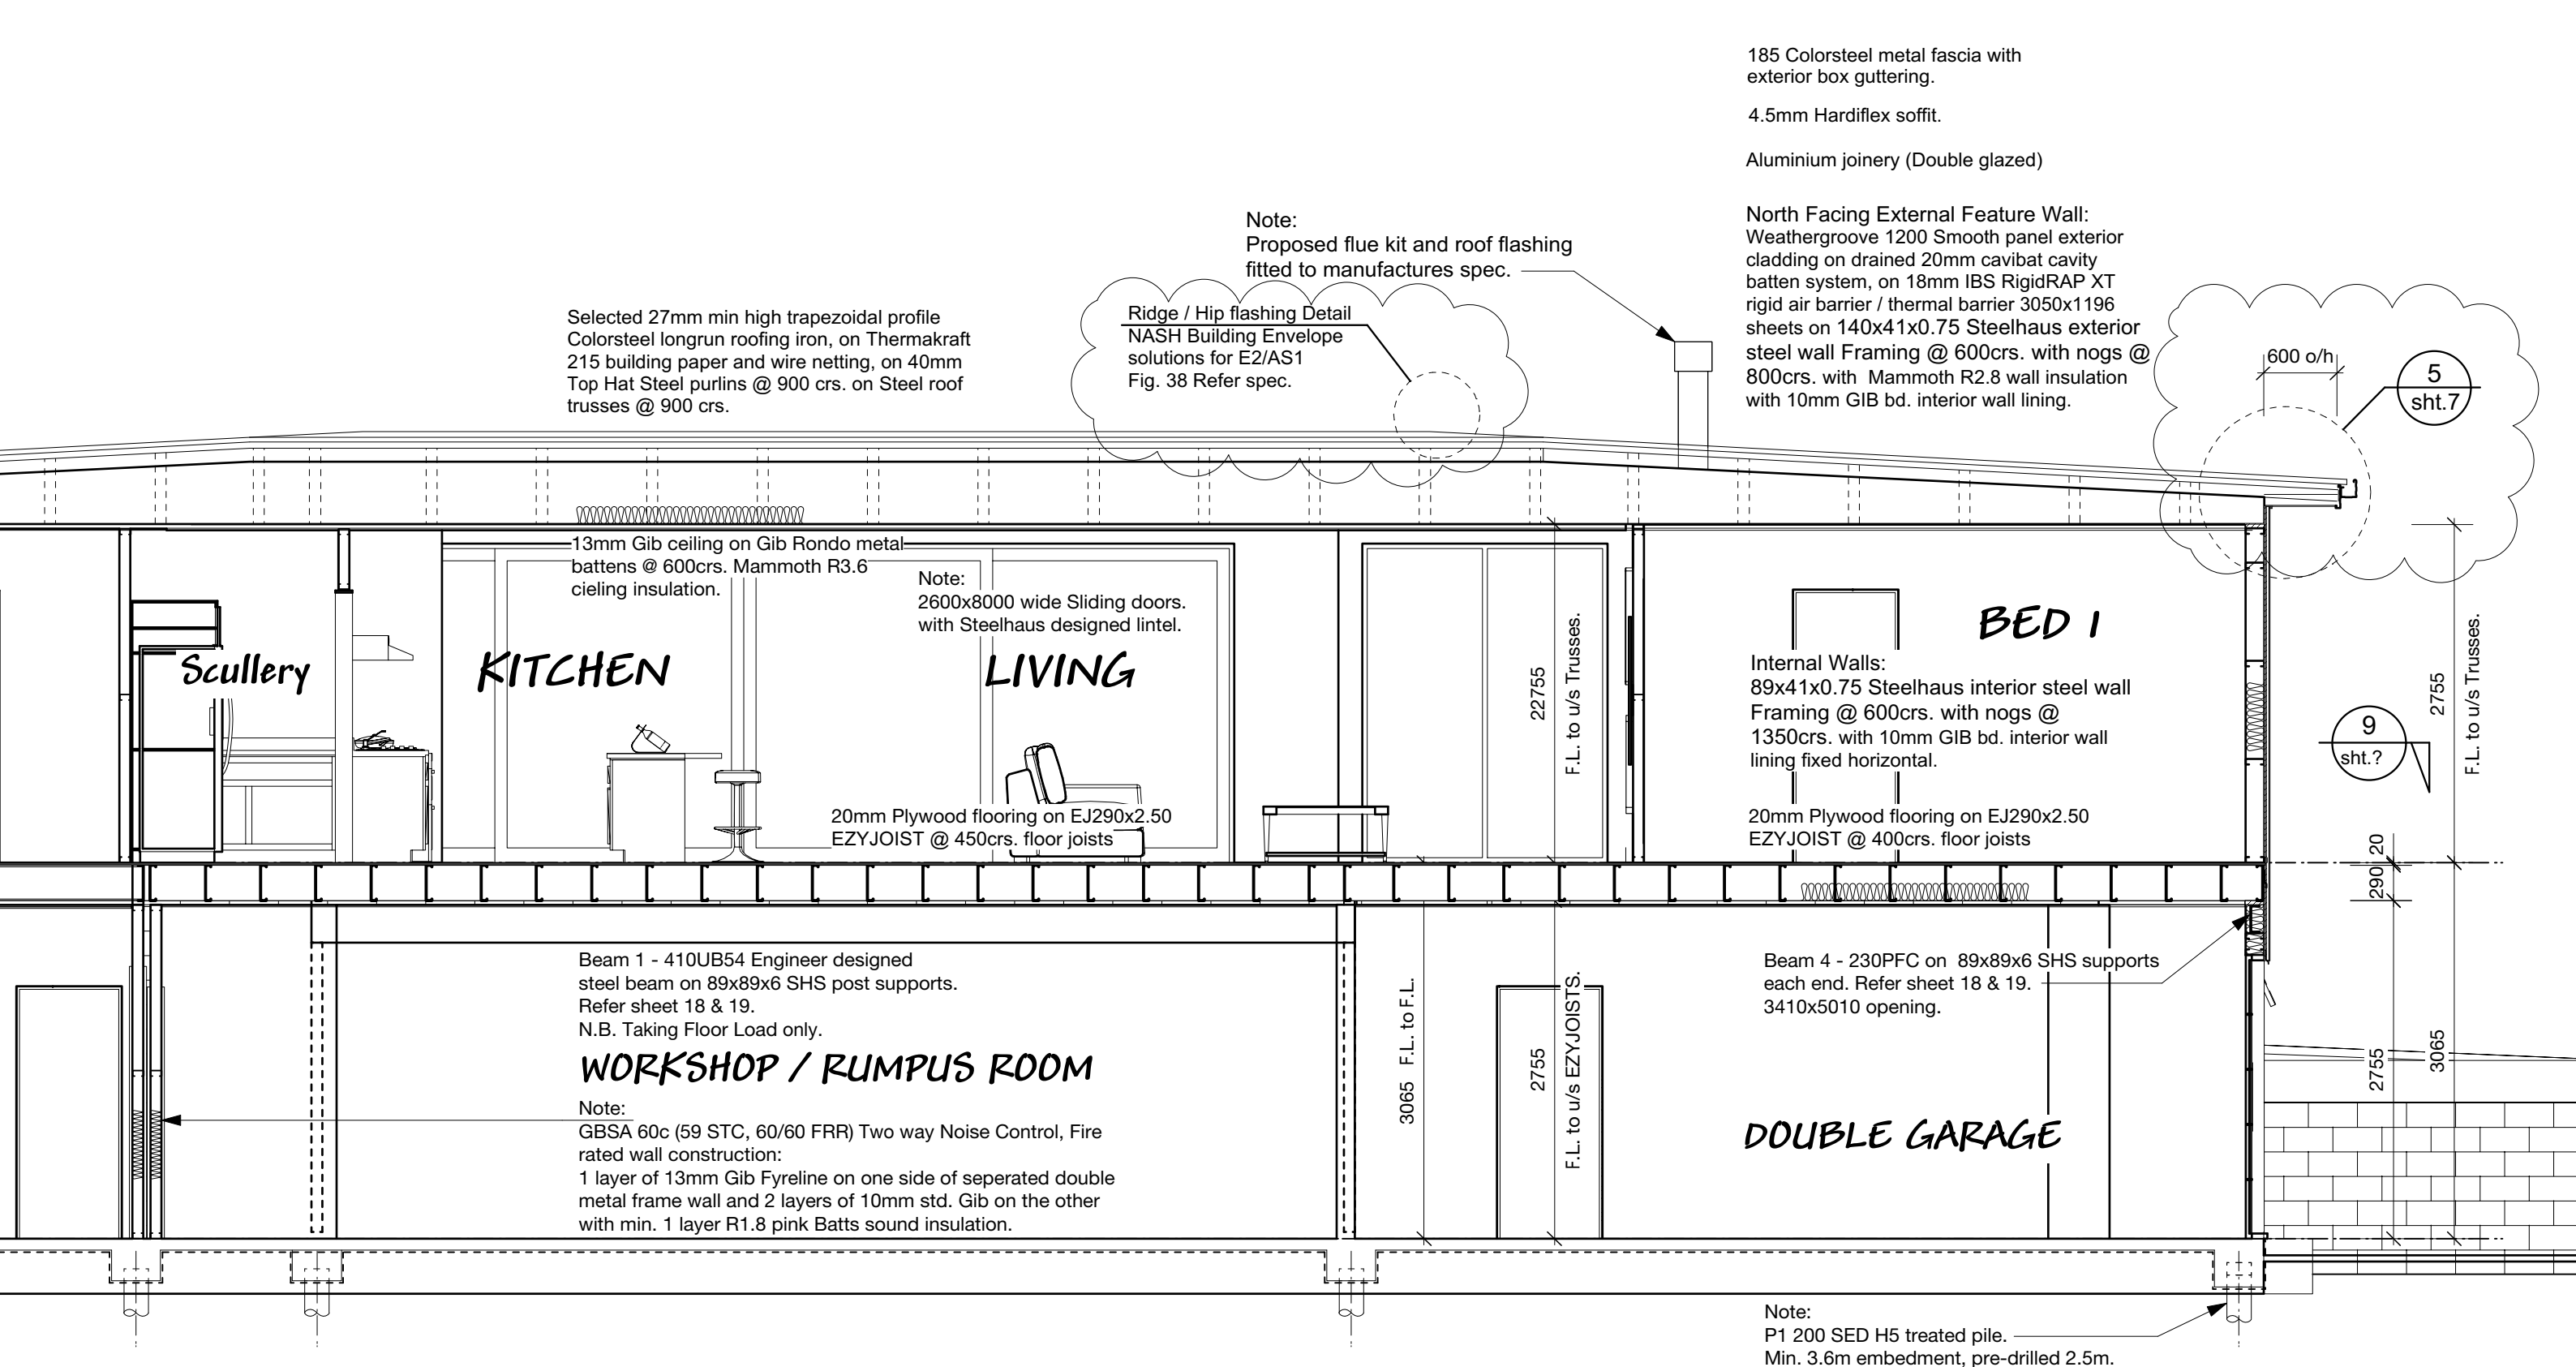 185 Colorsteel metal fascia with
exterior box guttering.
4.5mm Hardiflex soffit.
Aluminium joinery (Double glazed)
North Facing External Feature Wall:
Weathergroove 1200 Smooth panel exterior
cladding on drained 20mm cavibat cavity
batten system, on 18mm IBS RigidRAP XT
rigid air barrier / thermal barrier 3050x1196
sheets on 140x41x0.75 Steelhaus exterior
steel wall Framing @ 600crs. with nogs @
800crs. with Mammoth R2.8 wall insulation
with 10mm GIB bd. interior wall lining.
Note:
Proposed flue kit and roof flashing
fitted to manufactures spec.
Ridge / Hip flashing Detail
NASH Building Envelope
solutions for E2/AS1
Fig. 38 Refer spec.
Selected 27mm min high trapezoidal profile
Colorsteel longrun roofing iron, on Thermakraft
215 building paper and wire netting, on 40mm
Top Hat Steel purlins @ 900 crs. on Steel roof
trusses @ 900 crs.
600 o/h
5
sht.7
13mm Gib ceiling on Gib Rondo metal
battens @ 600crs. Mammoth R3.6
cieling insulation.
Note:
2600x8000 wide Sliding doors.
with Steelhaus designed lintel.
Scullery
KITCHEN
LIVING
BED 1
22755
F.L. to u/s Trusses.
Internal Walls:
89x41x0.75 Steelhaus interior steel wall
Framing @ 600crs. with nogs @
1350crs. with 10mm GIB bd. interior wall
lining fixed horizontal.
2755
F.L. to u/s Trusses.
9
sht.?
20mm Plywood flooring on EJ290x2.50
EZYJOIST @ 450crs. floor joists
20mm Plywood flooring on EJ290x2.50
EZYJOIST @ 400crs. floor joists
20
290
Beam 1 - 410UB54 Engineer designed
steel beam on 89x89x6 SHS post supports.
Refer sheet 18 & 19.
N.B. Taking Floor Load only.
WORKSHOP / RUMPUS ROOM
Note:
GBSA 60c (59 STC, 60/60 FRR) Two way Noise Control, Fire
rated wall construction:
1 layer of 13mm Gib Fyreline on one side of seperated double
metal frame wall and 2 layers of 10mm std. Gib on the other
with min. 1 layer R1.8 pink Batts sound insulation.
3065 F.L. to F.L.
2755
F.L. to u/s EZYJOISTS.
Beam 4 - 230PFC on 89x89x6 SHS supports
each end. Refer sheet 18 & 19.
3410x5010 opening.
DOUBLE GARAGE
2755
3065
Note:
P1 200 SED H5 treated pile.
Min. 3.6m embedment, pre-drilled 2.5m.